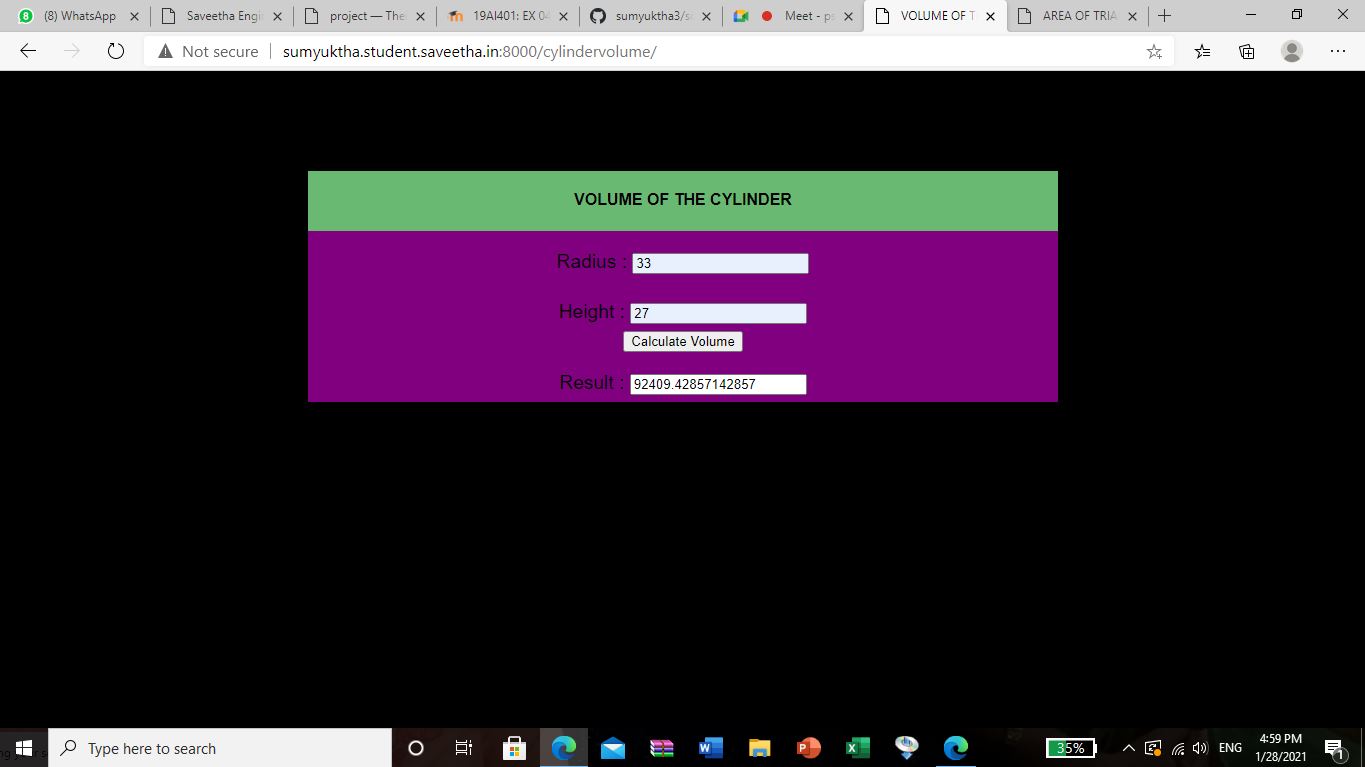 (8) WhatsApp
Saveetha Engi
project — The
19AI401: EX 04
sumyuktha3/s
Meet - ps
VOLUME OF T
AREA OF TRIA
Not secure
sumyuktha.student.saveetha.in:8000/cylindervolume/
VOLUME OF THE CYLINDER
Radius : 33
Height : 27
Calculate Volume
Result : 92409.42857142857
Type here to search
35%
ENG
4:59 PM
1/28/2021
1